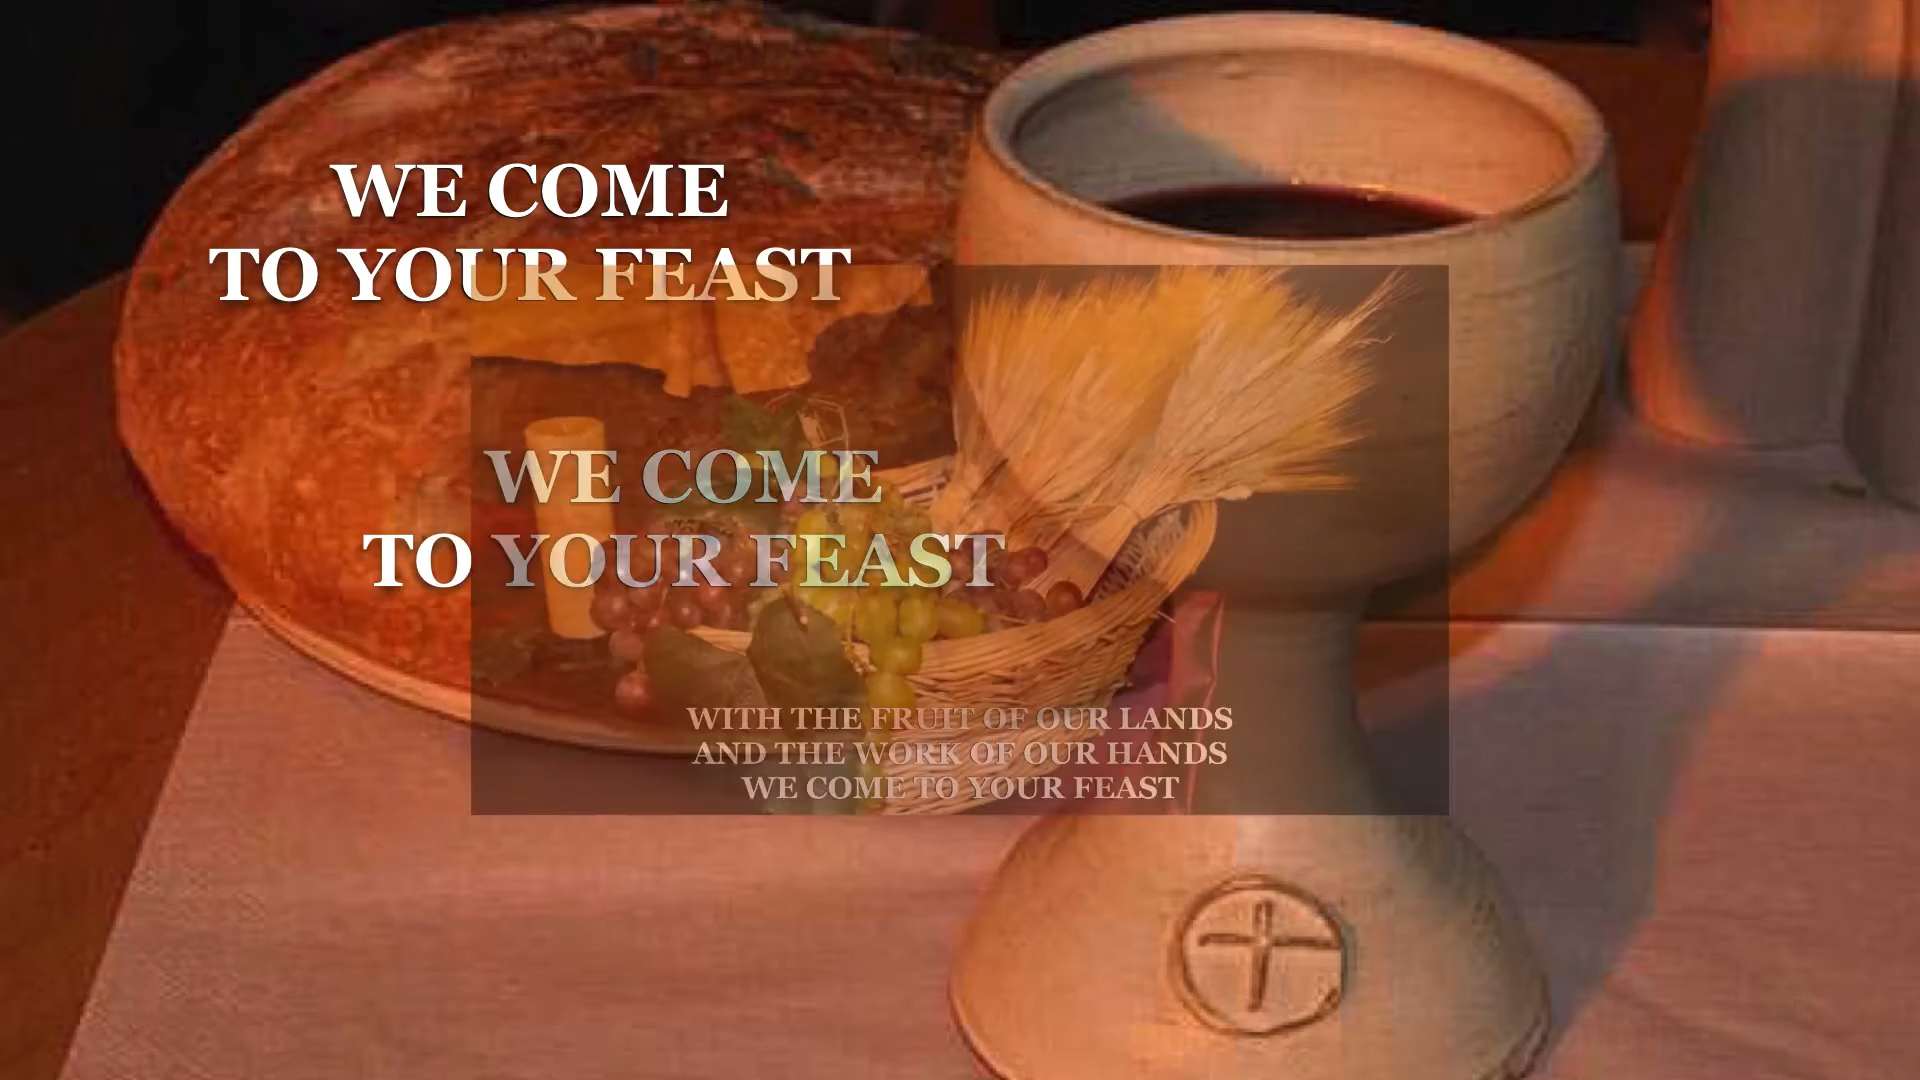 WE COME
TO YOUR FEAST
WE COME
TO YOUR FEAST
WITH THE FRUIT OF OUR LANDS
AND THE WORK OF OUR HANDS
WE COME TO YOUR FEAST